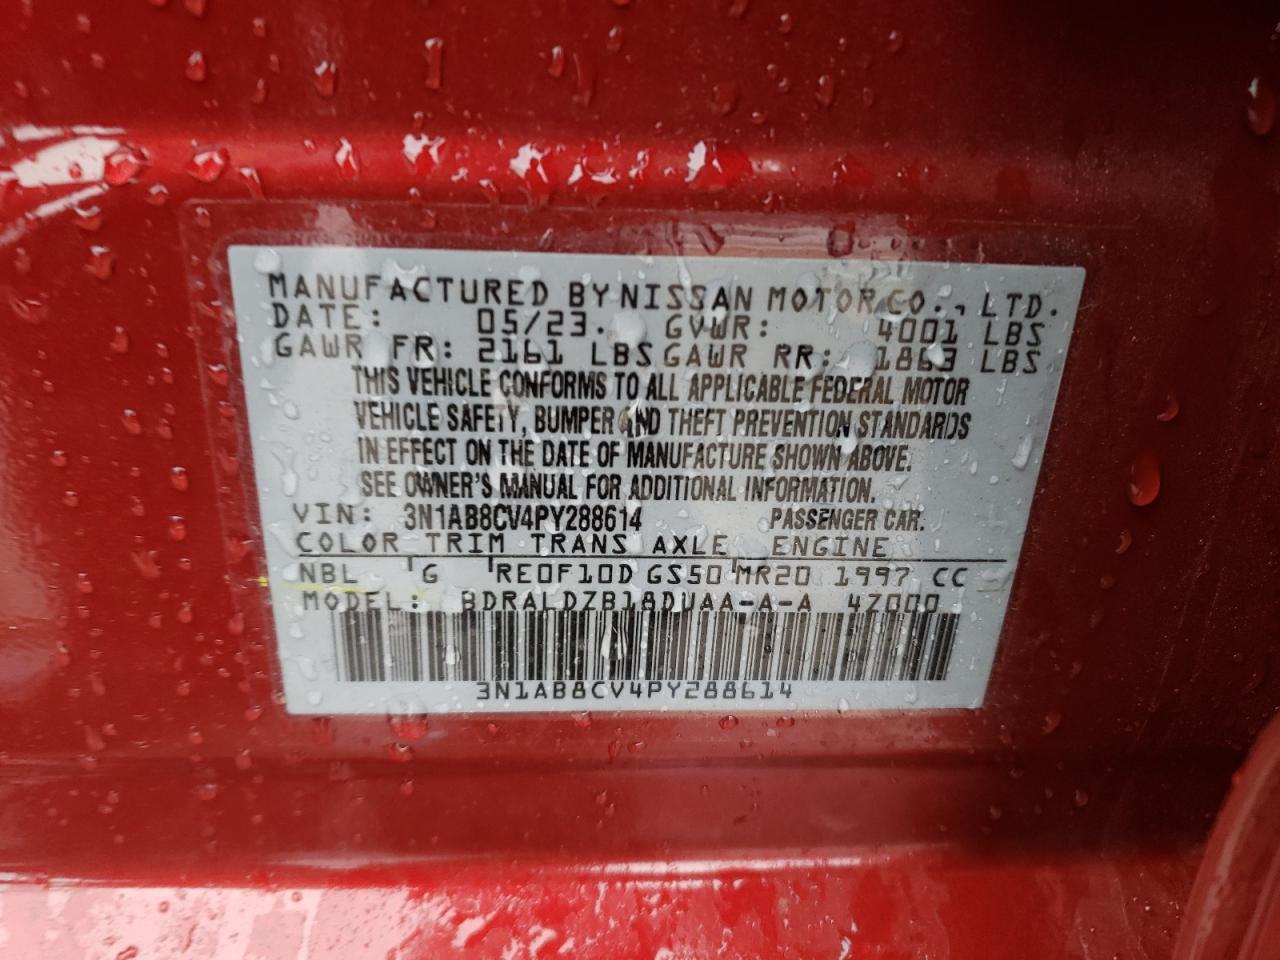 MANUFACTURED BY NISSAN MOTOR CO., LTD.
DATE: 05/23. GVWR: 4001 LBS
GAWR FR: 2161 LBS GAWR RR: 1863 LBS
THIS VEHICLE CONFORMS TO ALL APPLICABLE FEDERAL MOTOR
VEHICLE SAFETY, BUMPER AND THEFT PREVENTION STANDARDS
IN EFFECT ON THE DATE OF MANUFACTURE SHOWN ABOVE.
SEE OWNER'S MANUAL FOR ADDITIONAL INFORMATION.
VIN: 3N1AB8CV4PY288614 PASSENGER CAR.
COLOR TRIM TRANS AXLE ENGINE
NBL G RE0F10D GS50 MR20 1997 CC
MODEL: BDRALDZB18DUAA-A-A 4Z000
3N1AB8CV4PY288614